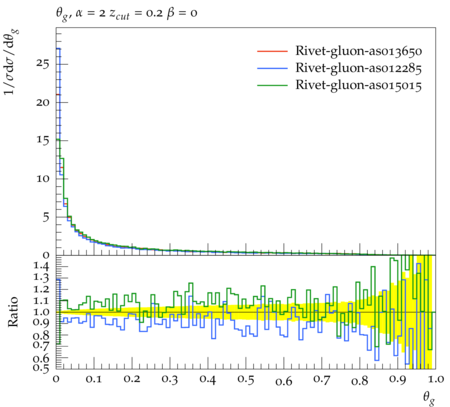 θg, α = 2 zcut = 0.2 β = 0
1/σdσ/dθg
Rivet-gluon-as013650
Rivet-gluon-as012285
Rivet-gluon-as015015
25
20
15
10
5
0
Ratio
1.4
1.3
1.2
1.1
1.0
0.9
0.8
0.7
0.6
0.5
0 0.1 0.2 0.3 0.4 0.5 0.6 0.7 0.8 0.9 1.0
θg